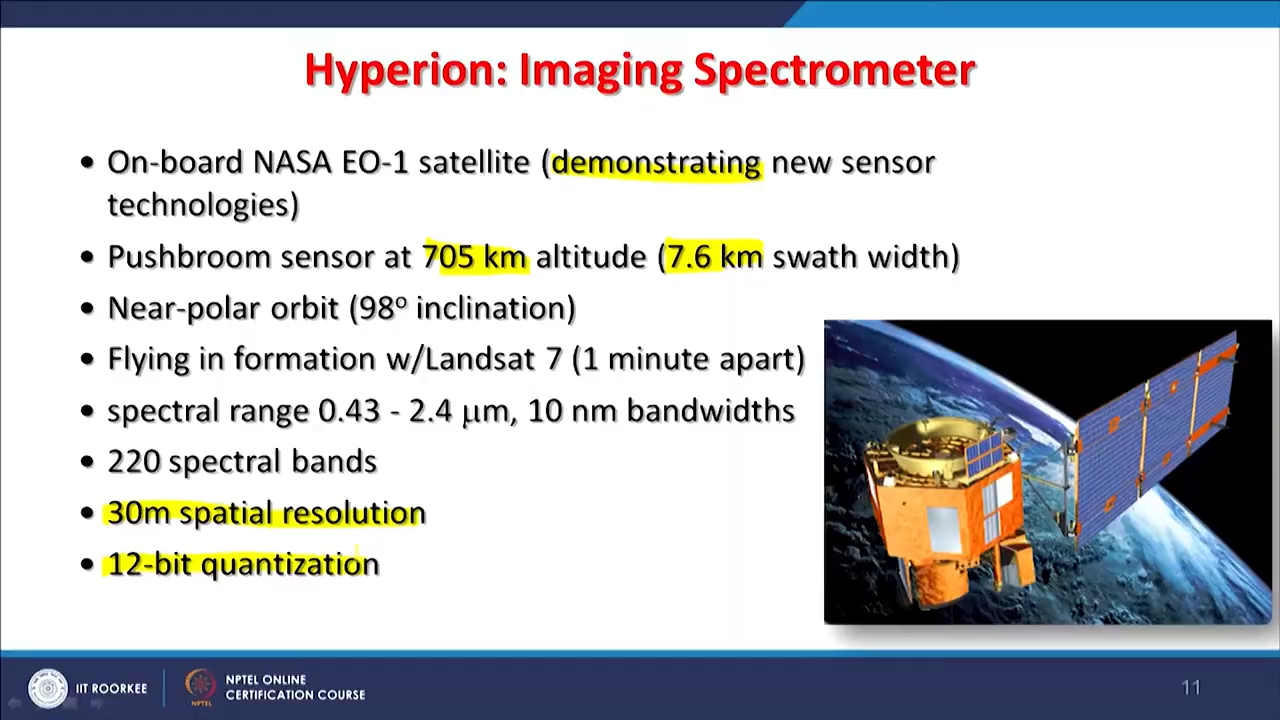 Hyperion: Imaging Spectrometer
• On-board NASA EO-1 satellite (demonstrating new sensor
technologies)
• Pushbroom sensor at 705 km altitude (7.6 km swath width)
• Near-polar orbit (98º inclination)
• Flying in formation w/Landsat 7 (1 minute apart)
• spectral range 0.43 - 2.4 μm, 10 nm bandwidths
• 220 spectral bands
• 30m spatial resolution
• 12-bit quantization
IIT ROORKEE
NPTEL
NPTEL ONLINE
CERTIFICATION COURSE
11